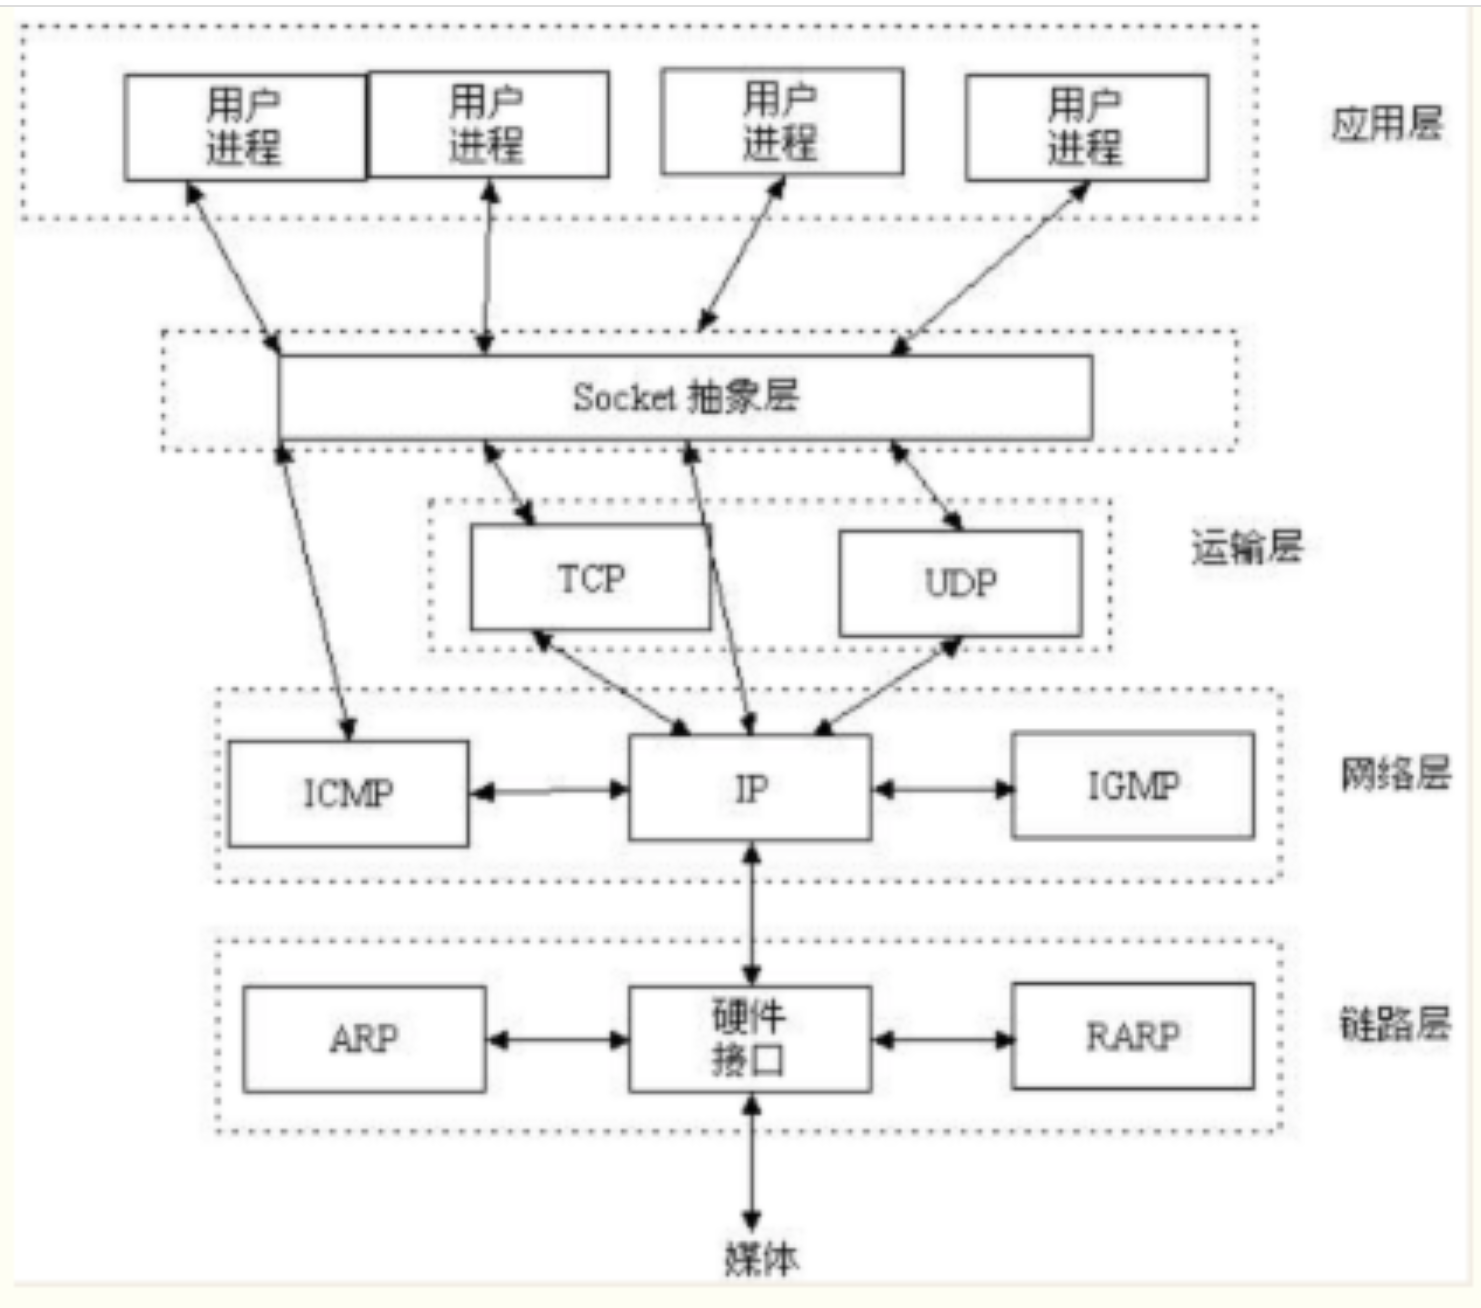 用户
进程
用户
进程
用户
进程
用户
进程
应用层
Socket 抽象层
TCP
UDP
运输层
ICMP
IP
IGMP
网络层
ARP
硬件
接口
RARP
链路层
媒体